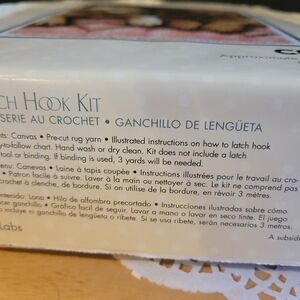 Approximate
CH HOOK KIT
SERIE AU CROCHET • GANCHILLO DE LENGÜETA
ts: Canvas • Pre-cut rug yarn • Illustrated instructions on how to latch hook
y-to-follow chart. Hand wash or dry clean. Kit does not include a latch
tool or binding. If binding is used, 3 yards will be needed.
enu: Canevas • Laine à tapis coupée • Instructions illustrées pour le travail au cro-
• Patron facile à suivre. Laver à la main ou nettoyer à sec. Le kit ne comprend pas
crochet à clenche, de bordure. Si on utilise de la bordure, en révoir 3 mètres.
nido: Lona • Hilo de alfombra precortado • Instrucciones ilustradas sobre cómo
cer ganchillo • Gráfico facil de seguir. Lavar a mano o lavar en seco tinte. El juego
o incluye ni ganchillo de lengüeta o ribete. Si se usa ribete, serán necesarios 3 metros.
Labs
A subsidi